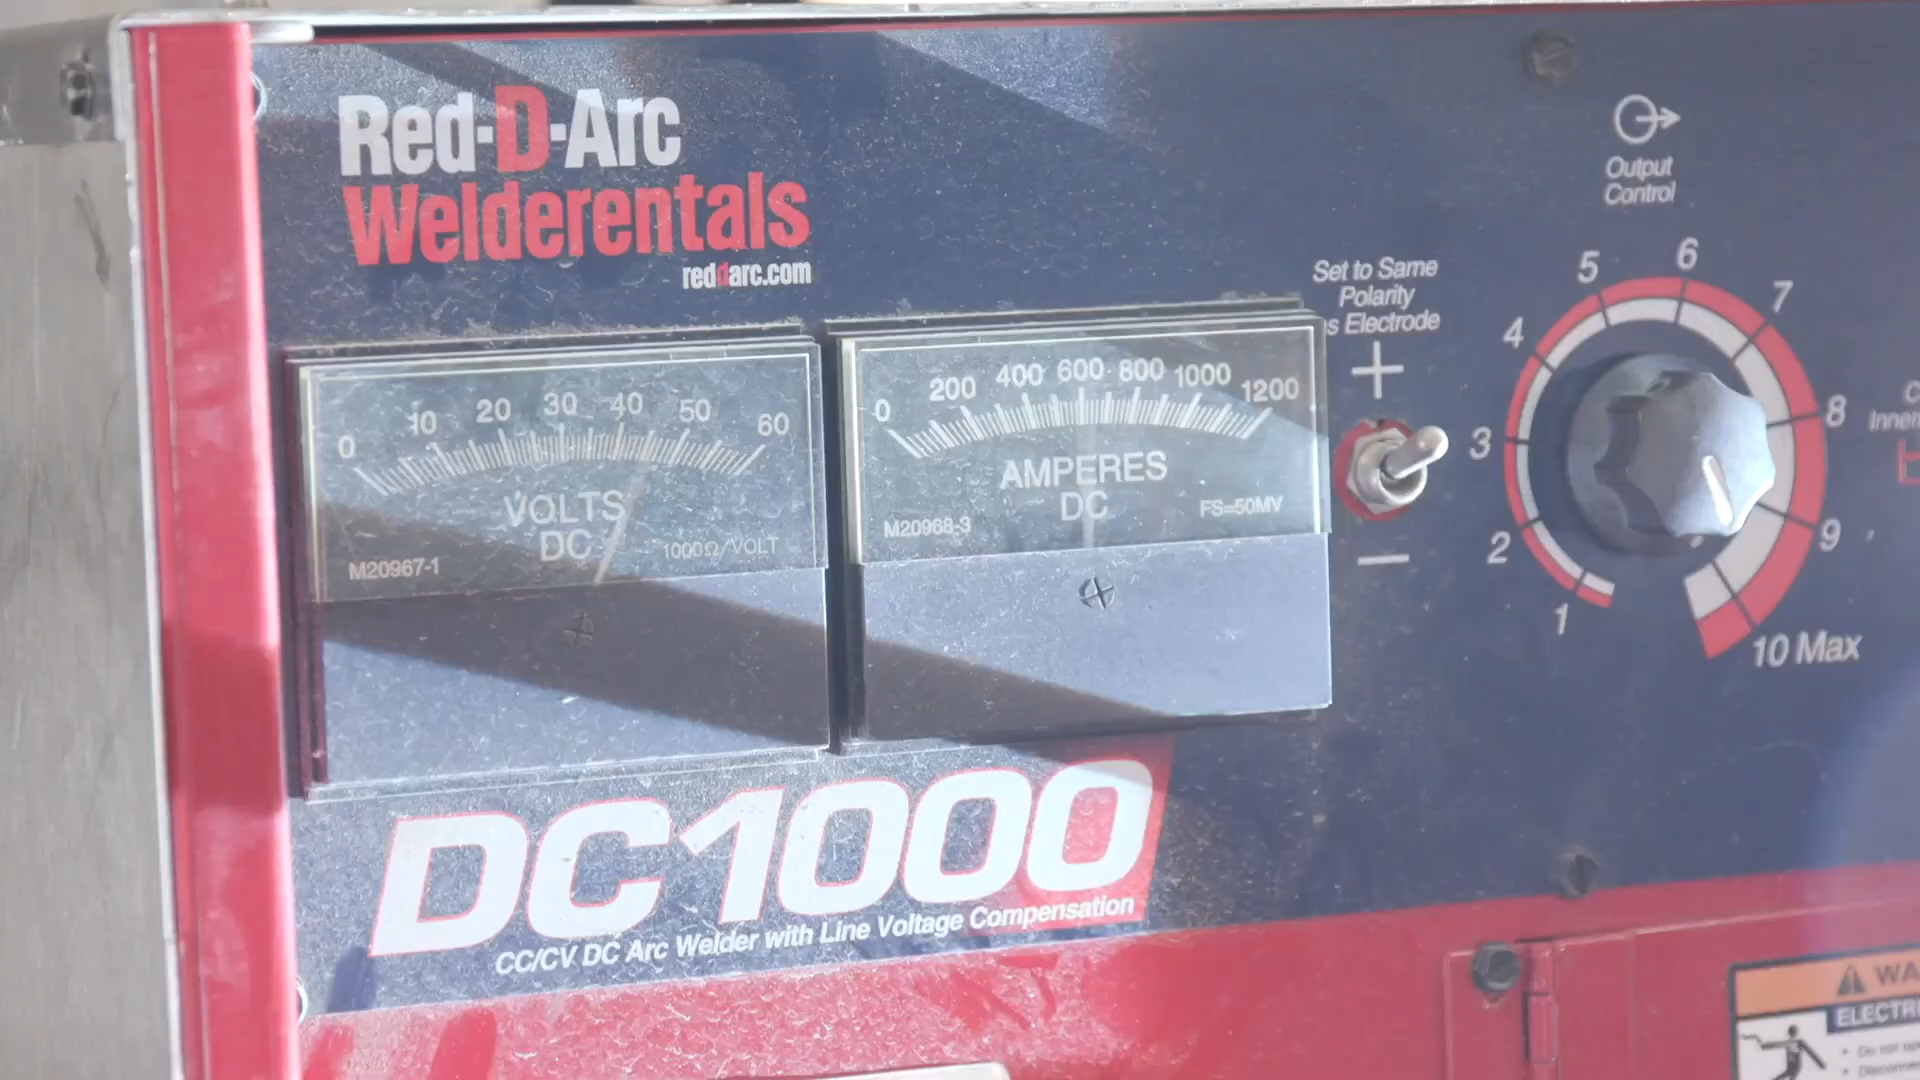 Red-D-Arc
Welderentals
reddarc.com
Output
Control
Set to Same
Polarity
Electrode
+
−
0 10 20 30 40 50 60
VOLTS
DC
M20967-1
1000Ω/VOLT
0 200 400 600 800 1000 1200
AMPERES
DC
M20968-3
FS=50MV
1 2 3 4 5 6 7 8 9 10 Max
DC1000
CC/CV DC Arc Welder with Line Voltage Compensation